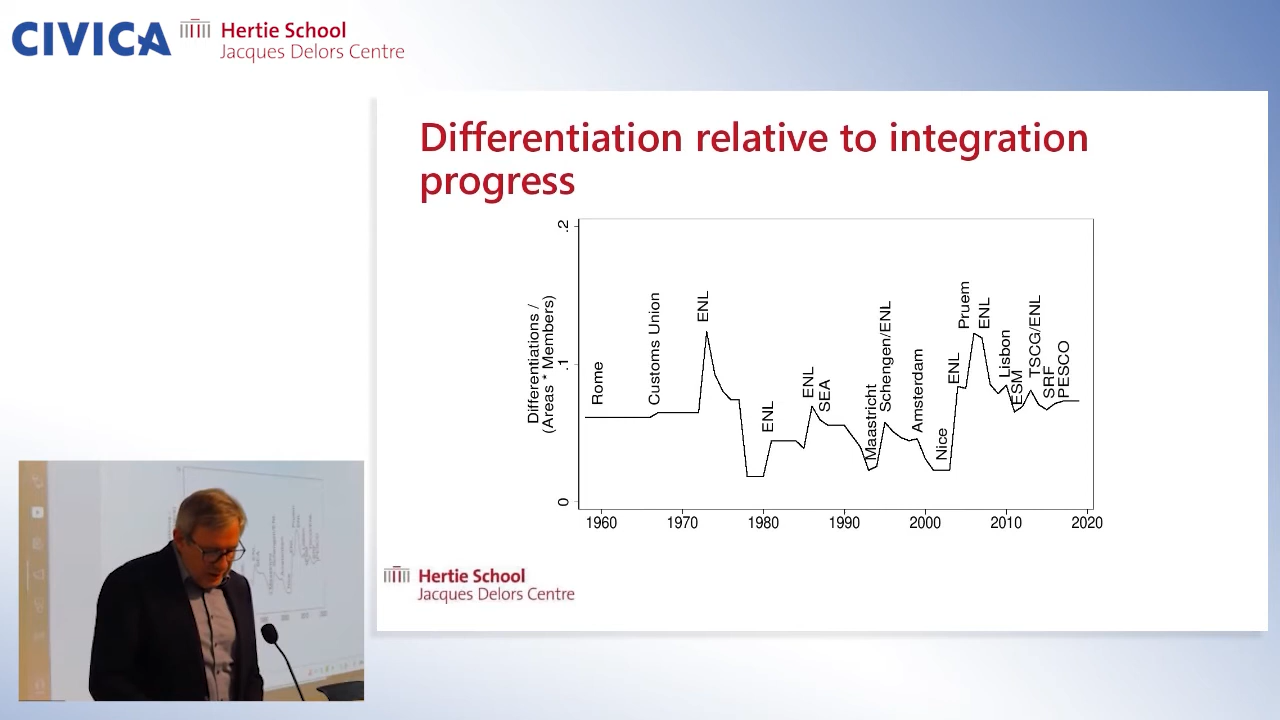 CIVICA
Hertie School
Jacques Delors Centre
Differentiation relative to integration
progress
Differentiations /
(Areas * Members)
.2
.1
0
Rome
Customs Union
ENL
ENL
ENL
SEA
Maastricht
Schengen/ENL
Amsterdam
Nice
ENL
Pruem
ENL
Lisbon
ESM
TSCG/ENL
SRF
PESCO
1960 1970 1980 1990 2000 2010 2020
Hertie School
Jacques Delors Centre